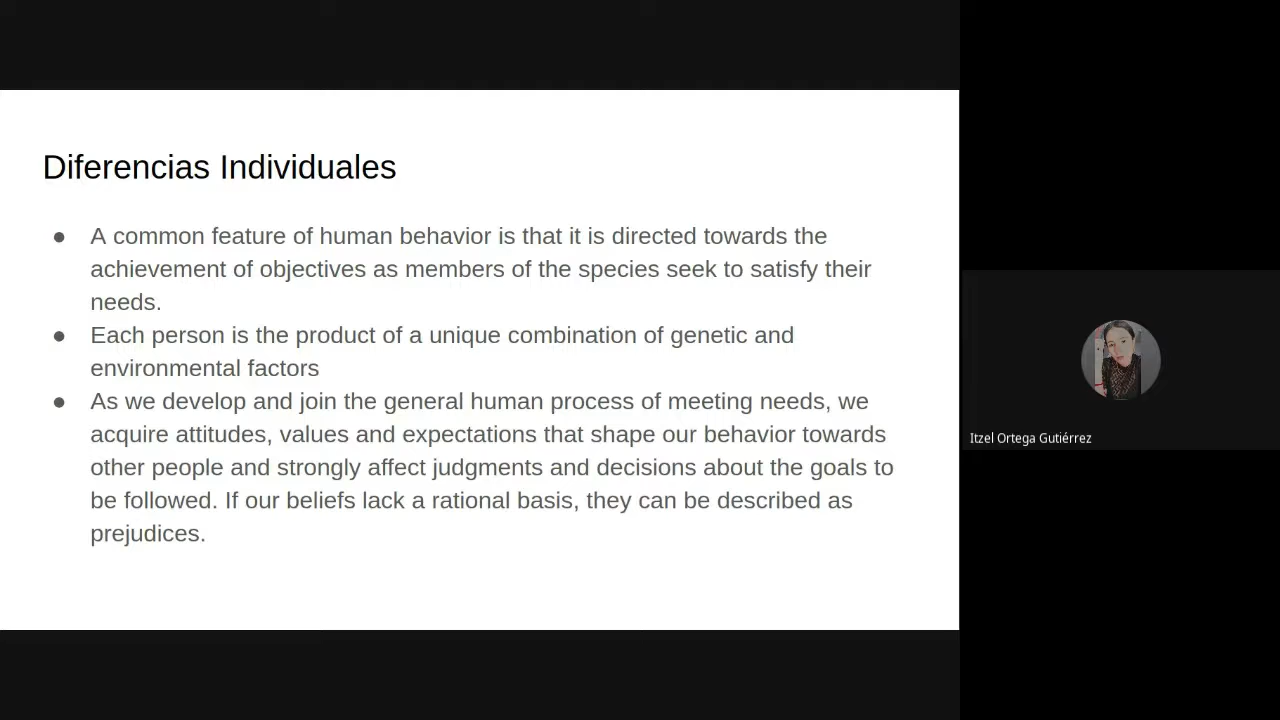 Diferencias Individuales
● A common feature of human behavior is that it is directed towards the
achievement of objectives as members of the species seek to satisfy their
needs.
● Each person is the product of a unique combination of genetic and
environmental factors
● As we develop and join the general human process of meeting needs, we
acquire attitudes, values and expectations that shape our behavior towards
other people and strongly affect judgments and decisions about the goals to
be followed. If our beliefs lack a rational basis, they can be described as
prejudices.
Itzel Ortega Gutiérrez